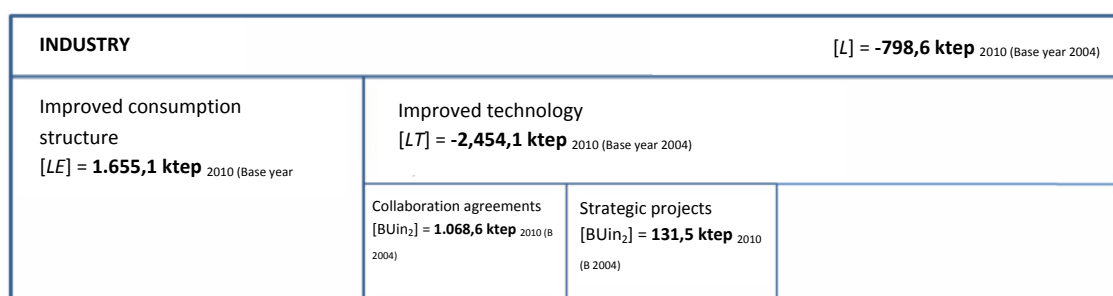 INDUSTRY
[L] = -798,6 ktep 2010 (Base year 2004)
Improved consumption
structure
[LE] = 1.655,1 ktep 2010 (Base year
Improved technology
[LT] = -2,454,1 ktep 2010 (Base year 2004)
Collaboration agreements
[BUin₂] = 1.068,6 ktep 2010 (B
2004)
Strategic projects
[BUin₂] = 131,5 ktep 2010
(B 2004)